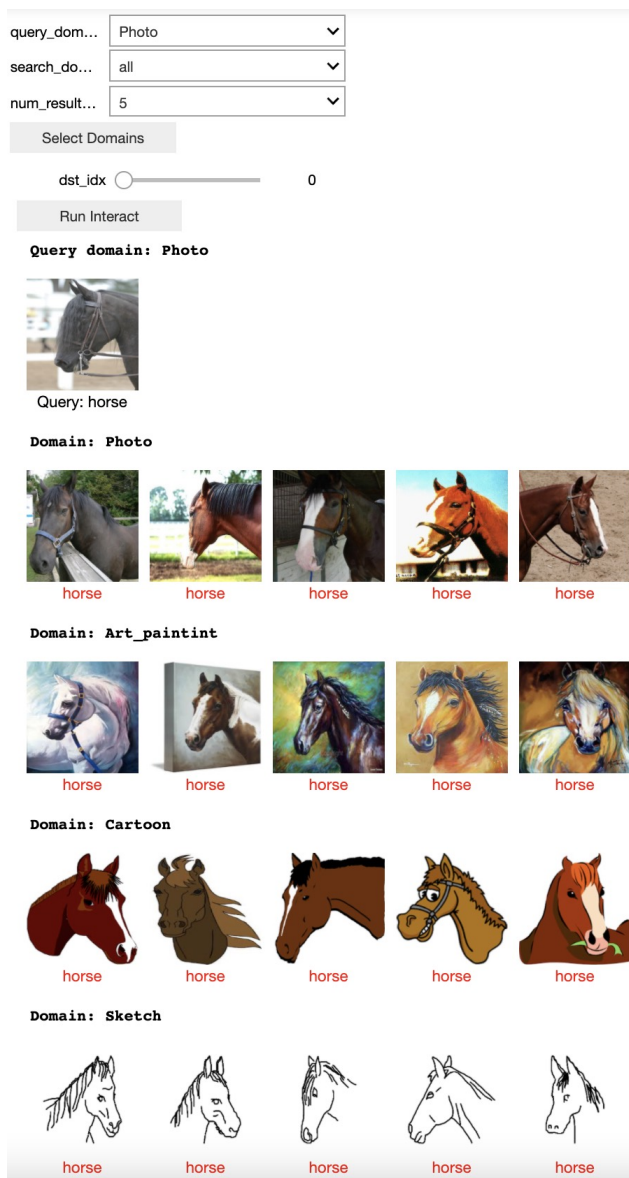 query_dom... Photo
search_do... all
num_result... 5
Select Domains
dst_idx 0
Run Interact
Query domain: Photo
Query: horse
Domain: Photo
horse horse horse horse horse
Domain: Art_paintint
horse horse horse horse horse
Domain: Cartoon
horse horse horse horse horse
Domain: Sketch
horse horse horse horse horse